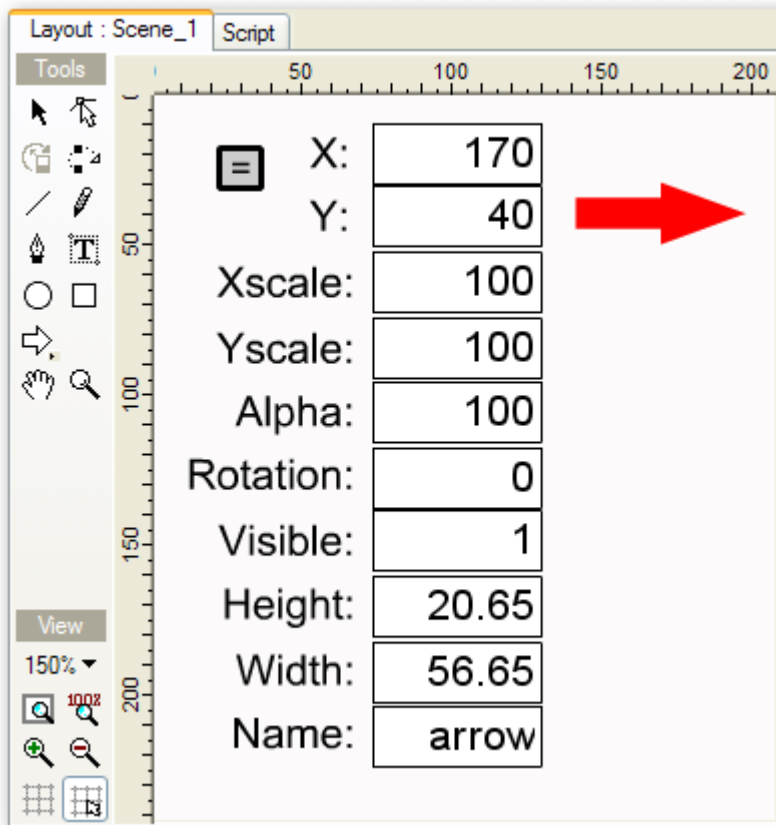 Layout : Scene_1 Script
Tools
50 100 150 200
0
= X: 170
Y: 40
50
Xscale: 100
Yscale: 100
100
Alpha: 100
Rotation: 0
150
Visible: 1
Height: 20.65
View
150%
Width: 56.65
200
100%
Name: arrow